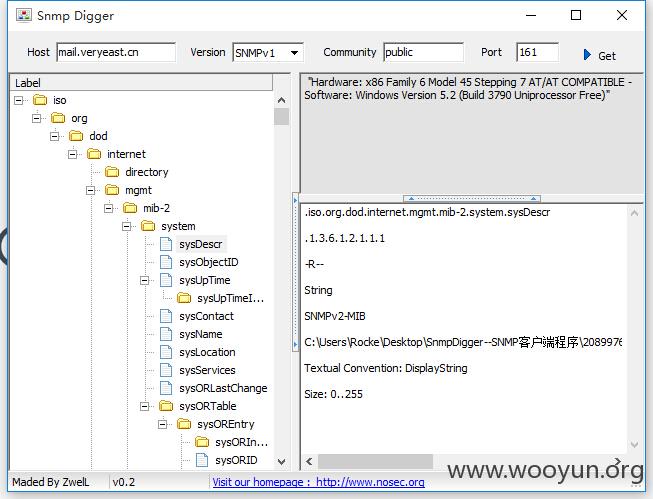 Snmp Digger
Host mail.veryeast.cn Version SNMPv1 Community public Port 161 Get
Label
iso
org
dod
internet
directory
mgmt
mib-2
system
sysDescr
sysObjectID
sysUpTime
sysUpTimeI...
sysContact
sysName
sysLocation
sysServices
sysORLastChange
sysORTable
sysOREntry
sysORIn...
sysORID
"Hardware: x86 Family 6 Model 45 Stepping 7 AT/AT COMPATIBLE -
Software: Windows Version 5.2 (Build 3790 Uniprocessor Free)"
.iso.org.dod.internet.mgmt.mib-2.system.sysDescr
.1.3.6.1.2.1.1.1
-R--
String
SNMPv2-MIB
C:\Users\Rocke\Desktop\SnmpDigger--SNMP客户端程序\2089976
Textual Convention: DisplayString
Size: 0..255
www.wooyun.org
Maded By ZwelL v0.2 Visit our homepage : http://www.nosec.org